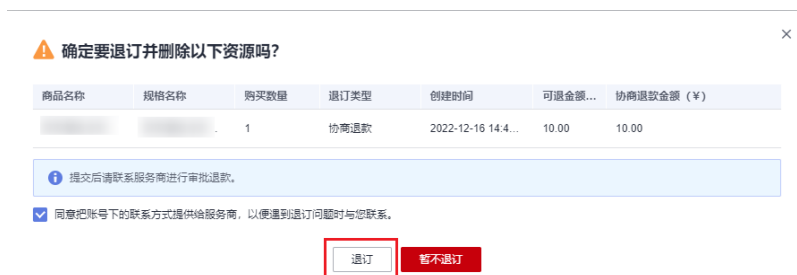 确定要退订并删除以下资源吗?
商品名称 规格名称 购买数量 退订类型 创建时间 可退金额... 协商退款金额 (¥)
1 协商退款 2022-12-16 14:4... 10.00 10.00
提交后请联系服务商进行审批退款。
同意把账号下的联系方式提供给服务商，以便遇到退订问题时与您联系。
退订 暂不退订